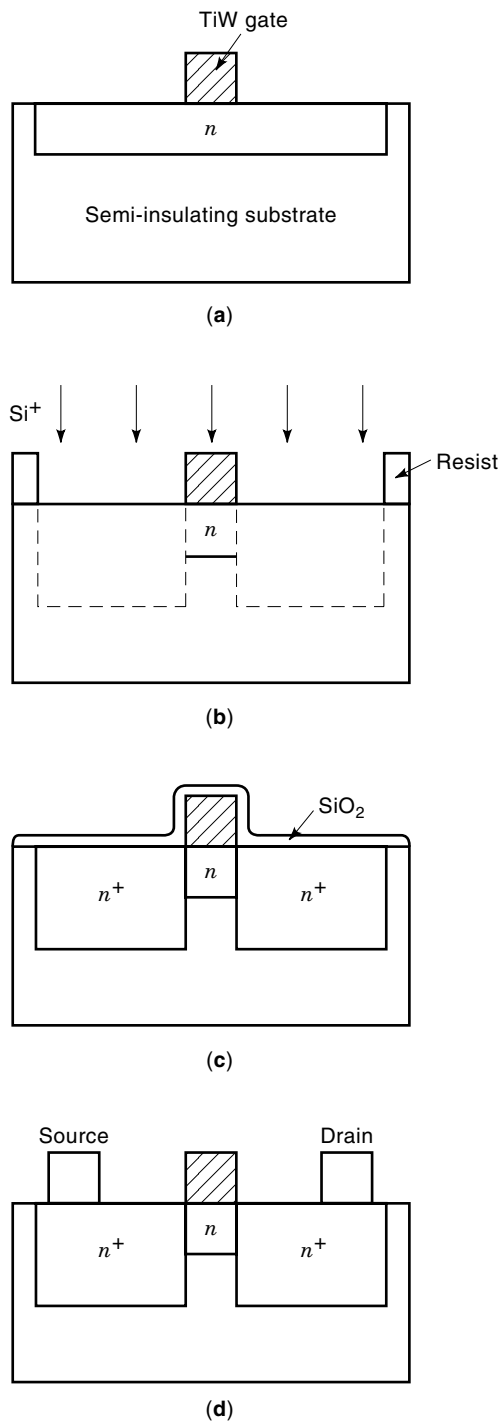 TiW gate
n
Semi-insulating substrate
(a)
Si⁺
Resist
n
(b)
SiO₂
n⁺ n n⁺
(c)
Source Drain
n⁺ n n⁺
(d)